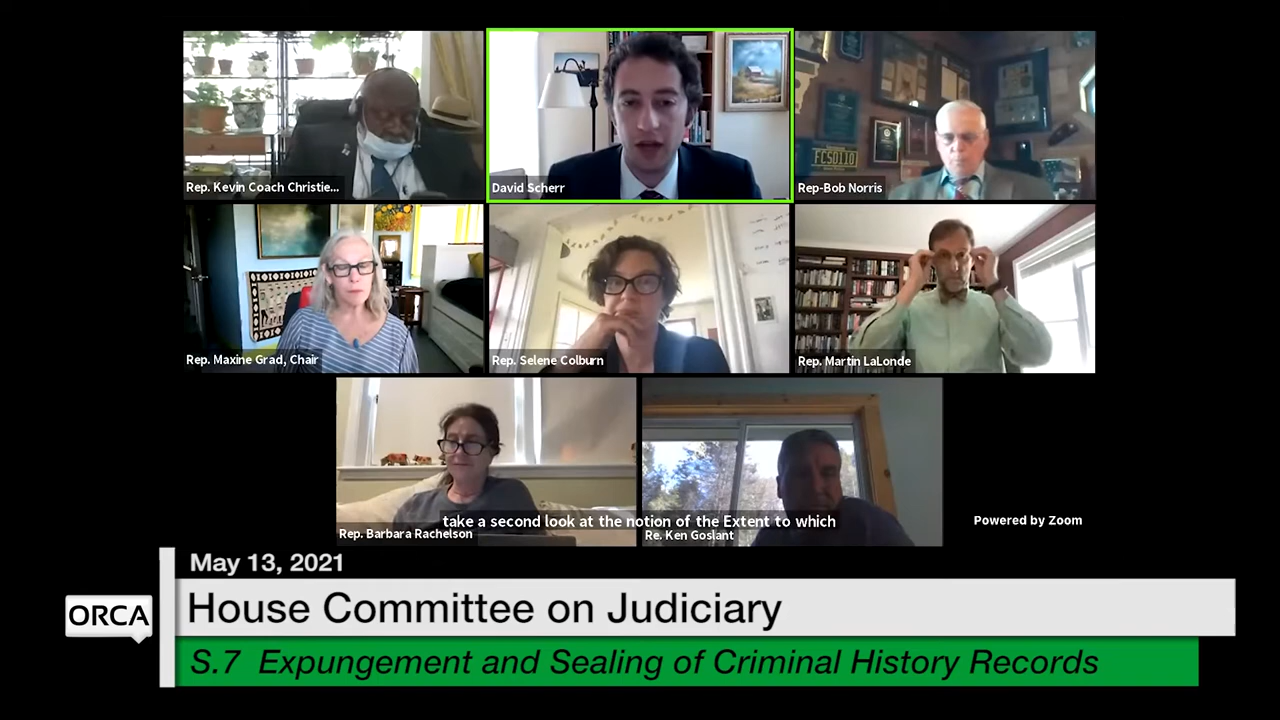 Rep. Kevin Coach Christie...
David Scherr
FCS0110
Rep-Bob Norris
Rep. Maxine Grad, Chair
Rep. Selene Colburn
Rep. Martin LaLonde
take a second look at the notion of the Extent to which
Rep. Barbara Rachelson
Re. Ken Goslant
Powered by Zoom
May 13, 2021
ORCA
House Committee on Judiciary
S.7 Expungement and Sealing of Criminal History Records